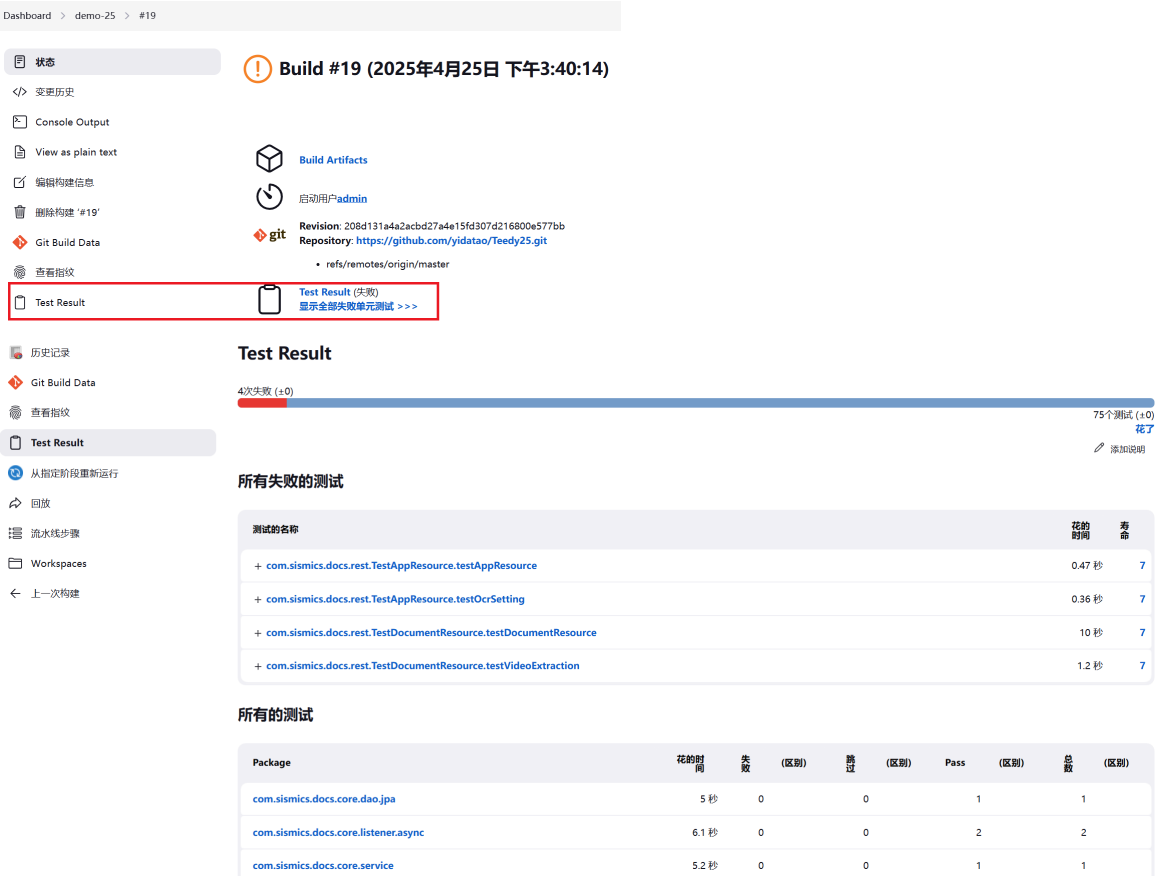 Dashboard > demo-25 > #19
状态
变更历史
Console Output
View as plain text
编辑构建信息
删除构建 ‘#19’
Git Build Data
查看指纹
Test Result
Build #19 (2025年4月25日 下午3:40:14)
Build Artifacts
启动用户admin
git
Revision: 208d131a4a2acbd27a4e15fd307d216800e577bb
Repository: https://github.com/yidatao/Teedy25.git
• refs/remotes/origin/master
Test Result (失败)
显示全部失败单元测试 >>>
历史记录
Git Build Data
查看指纹
Test Result
从指定阶段重新运行
回放
流水线步骤
Workspaces
上一次构建
Test Result
4次失败 (±0)
75个测试 (±0)
花了
添加说明
所有失败的测试
测试的名称 花的时间 寿命
+ com.sismics.docs.rest.TestAppResource.testAppResource 0.47 秒 7
+ com.sismics.docs.rest.TestAppResource.testOcrSetting 0.36 秒 7
+ com.sismics.docs.rest.TestDocumentResource.testDocumentResource 10 秒 7
+ com.sismics.docs.rest.TestDocumentResource.testVideoExtraction 1.2 秒 7
所有的测试
Package 花的时间 失败 (区别) 跳过 (区别) Pass (区别) 总数 (区别)
com.sismics.docs.core.dao.jpa 5 秒 0 0 1 1
com.sismics.docs.core.listener.async 6.1 秒 0 0 2 2
com.sismics.docs.core.service 5.2 秒 0 0 1 1